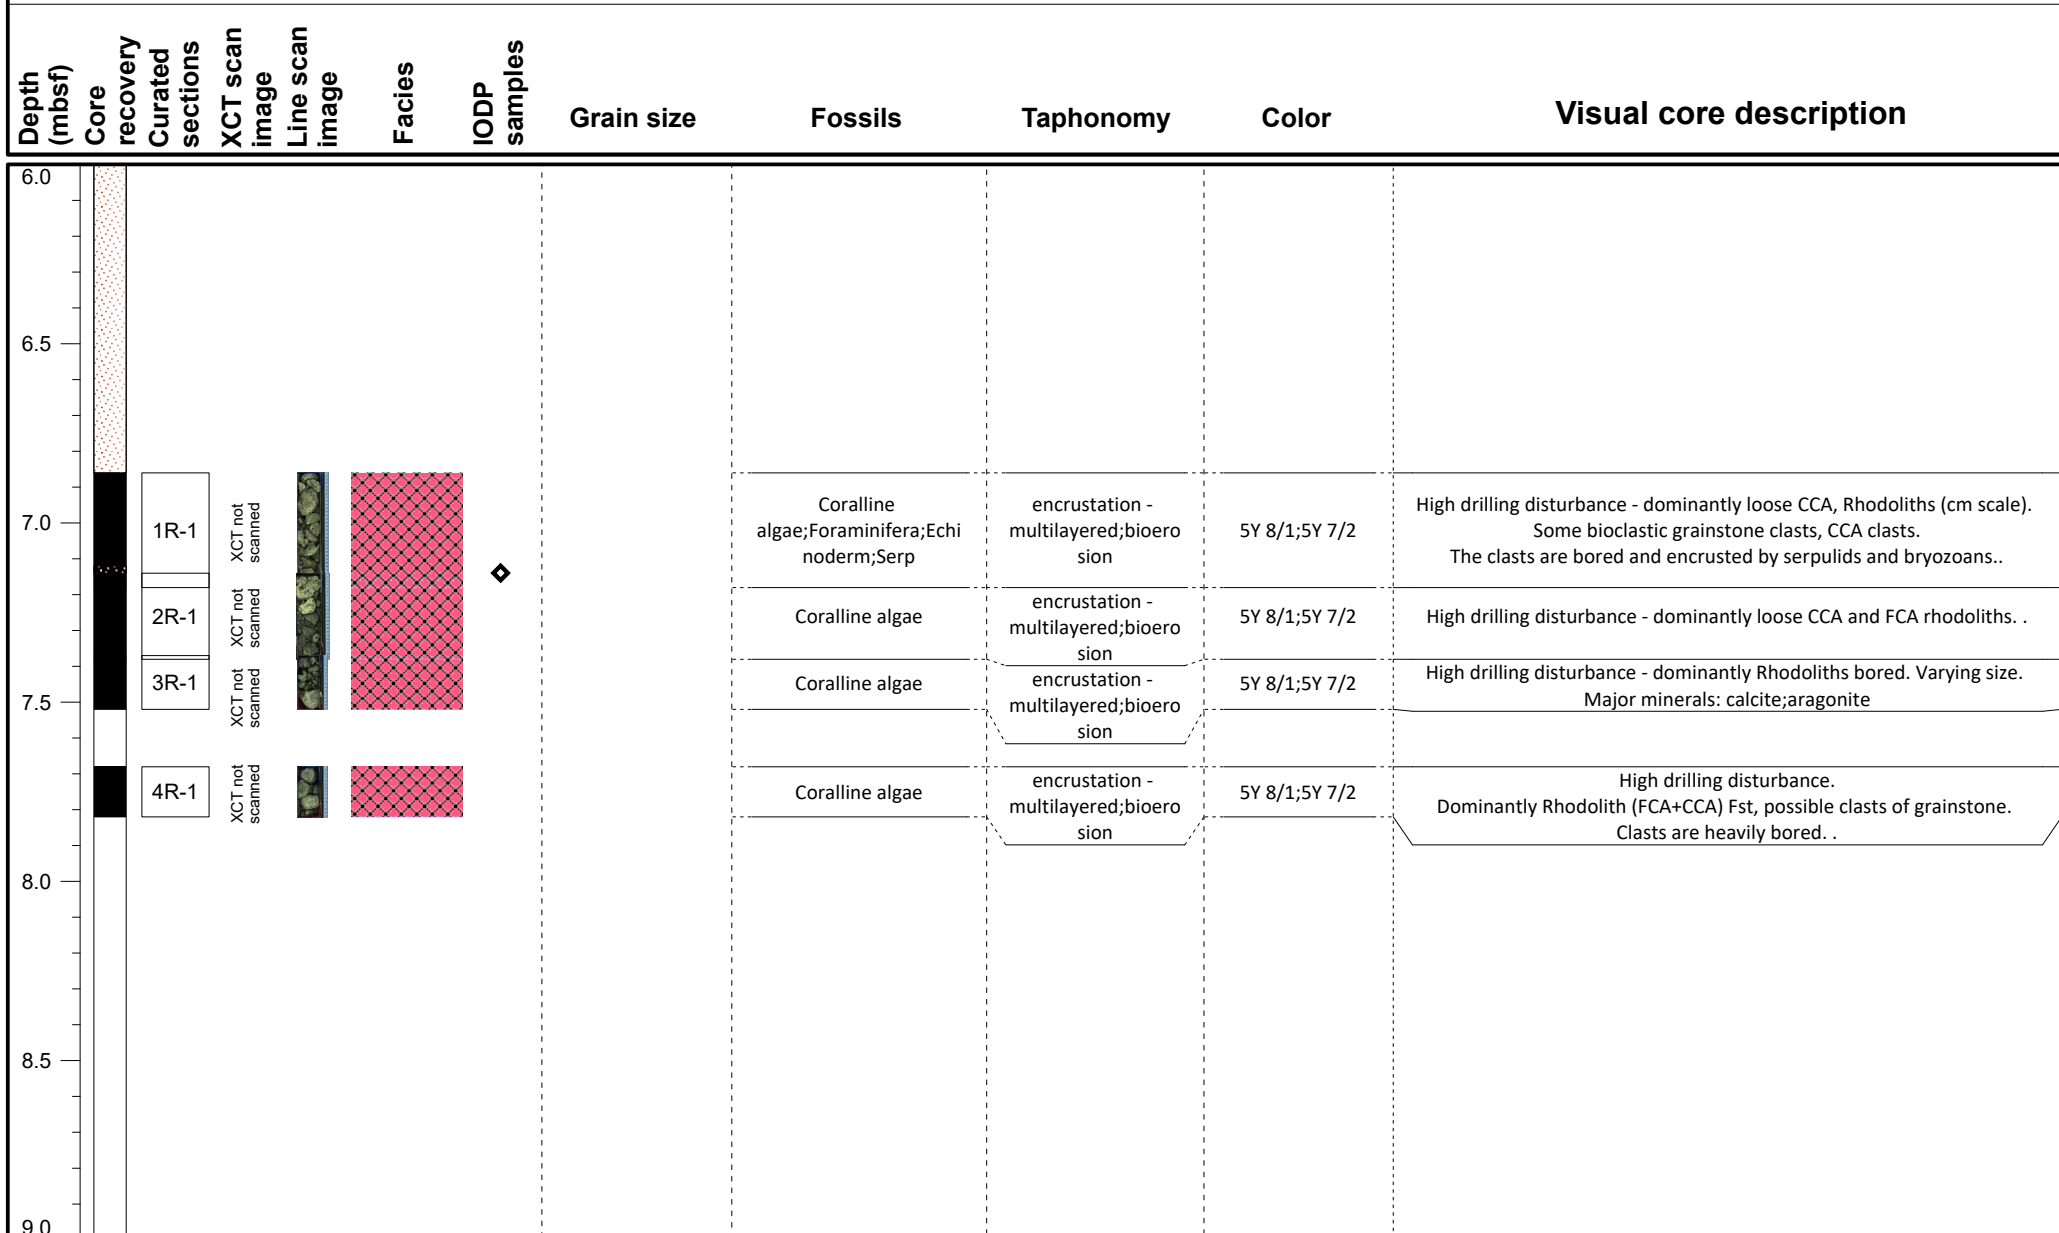 Depth
(mbsf)
Core
recovery
Curated
sections
XCT scan
image
Line scan
image
Facies
IODP
samples
Grain size
Fossils
Taphonomy
Color
Visual core description
6.0
6.5
7.0
1R-1
XCT not
scanned
Coralline
algae;Foraminifera;Echi
noderm;Serp
encrustation -
multilayered;bioero
sion
5Y 8/1;5Y 7/2
High drilling disturbance - dominantly loose CCA, Rhodoliths (cm scale).
Some bioclastic grainstone clasts, CCA clasts.
The clasts are bored and encrusted by serpulids and bryozoans..
2R-1
XCT not
scanned
Coralline algae
encrustation -
multilayered;bioero
sion
5Y 8/1;5Y 7/2
High drilling disturbance - dominantly loose CCA and FCA rhodoliths. .
3R-1
XCT not
scanned
Coralline algae
encrustation -
multilayered;bioero
sion
5Y 8/1;5Y 7/2
High drilling disturbance - dominantly Rhodoliths bored. Varying size.
Major minerals: calcite;aragonite
7.5
4R-1
XCT not
scanned
Coralline algae
encrustation -
multilayered;bioero
sion
5Y 8/1;5Y 7/2
High drilling disturbance.
Dominantly Rhodolith (FCA+CCA) Fst, possible clasts of grainstone.
Clasts are heavily bored. .
8.0
8.5
9.0